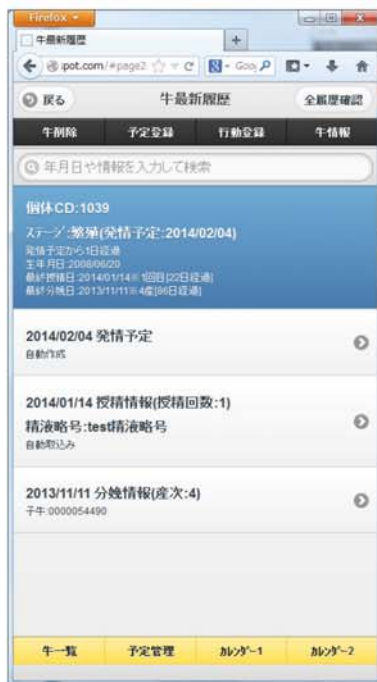 Firefox
牛最新履歴
+
ipot.com/#page2
Goo
戻る
牛最新履歴
全履歴確認
牛削除 予定登録 行動登録 牛情報
年月日や情報を入力して検索
個体CD:1039
ステージ:繁殖(発情予定:2014/02/04)
発情予定から1日経過
生年月日:2008/06/20
最終授精日:2014/01/14※1回目[22日経過]
最終分娩日:2013/11/11※4産[86日経過]
2014/02/04 発情予定
自動作成
2014/01/14 授精情報(授精回数:1)
精液略号:test精液略号
自動取込み
2013/11/11 分娩情報(産次:4)
子牛:0000054490
牛一覧 予定管理 カレンダー1 カレンダー2